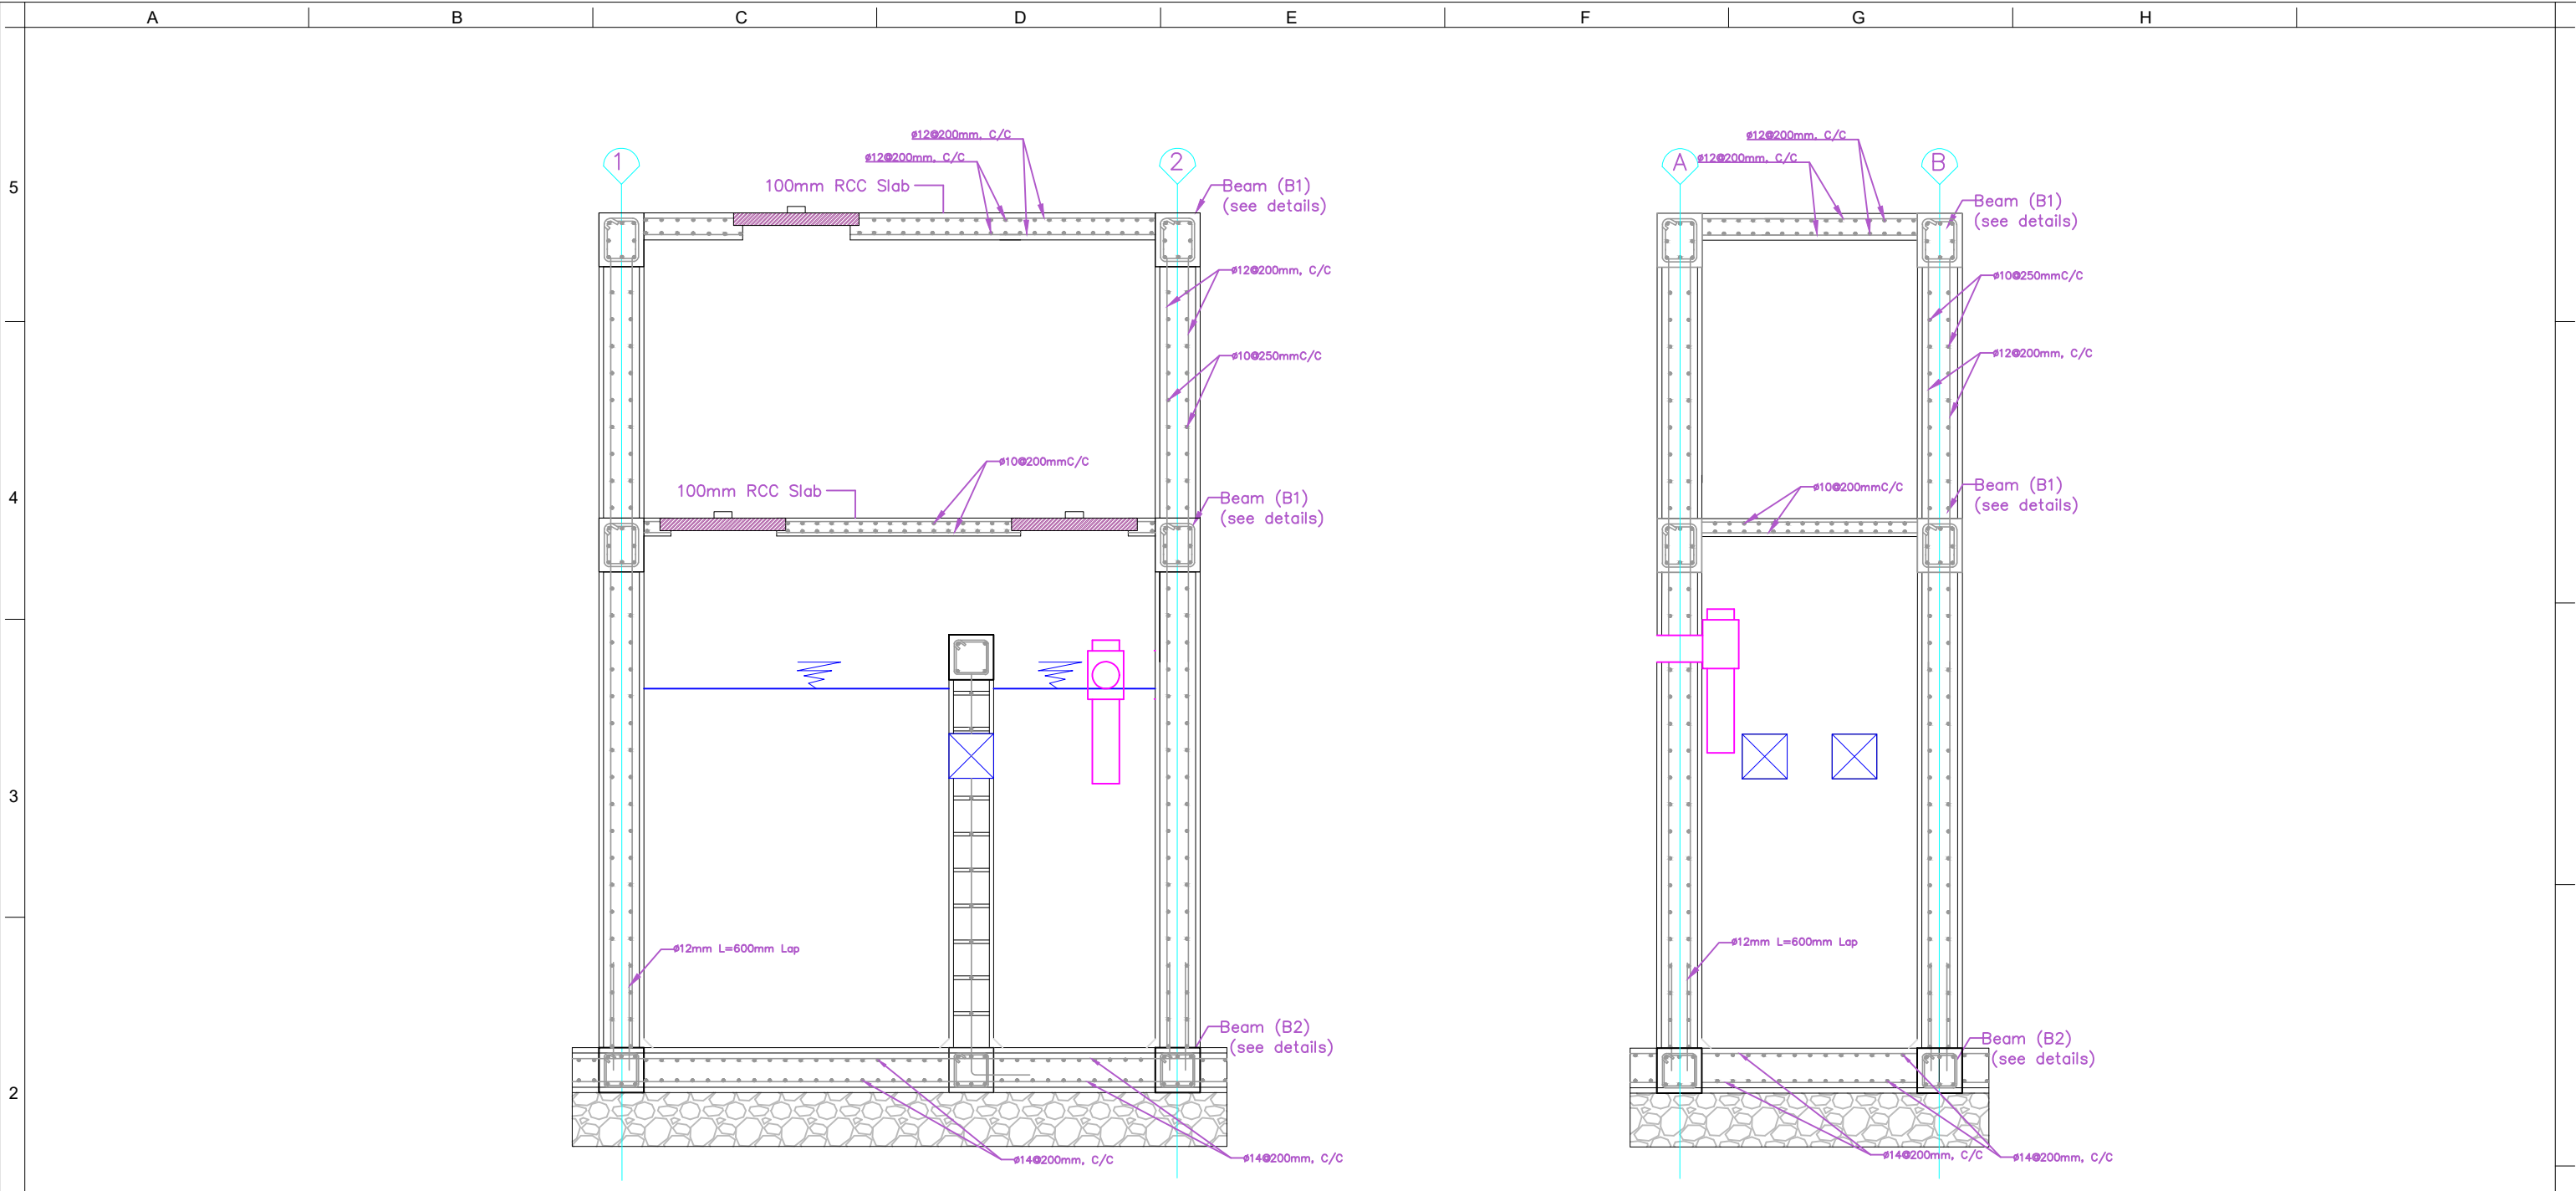 A B C D E F G H
ø12@200mm, C/C
ø12@200mm, C/C
ø12@200mm, C/C
ø12@200mm, C/C
1
2
A
B
5
100mm RCC Slab
Beam (B1)
(see details)
Beam (B1)
(see details)
ø12@200mm, C/C
ø10@250mmC/C
ø10@250mmC/C
ø12@200mm, C/C
ø10@200mmC/C
4
100mm RCC Slab
Beam (B1)
(see details)
ø10@200mmC/C
Beam (B1)
(see details)
3
ø12mm L=600mm Lap
ø12mm L=600mm Lap
Beam (B2)
(see details)
Beam (B2)
(see details)
2
ø14@200mm, C/C
ø14@200mm, C/C
ø14@200mm, C/C
ø14@200mm, C/C